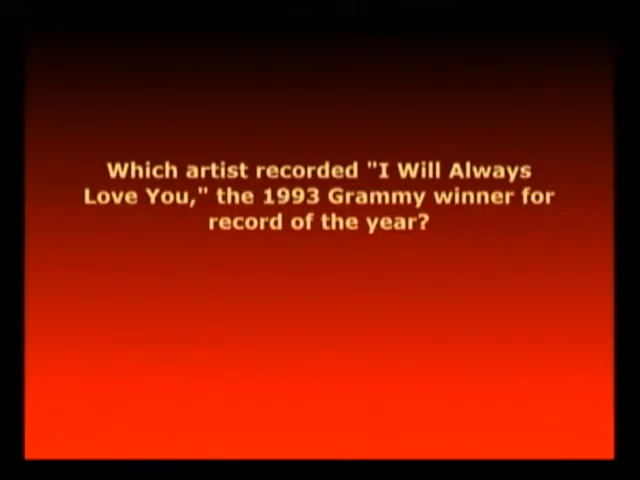 Which artist recorded "I Will Always
Love You," the 1993 Grammy winner for
record of the year?